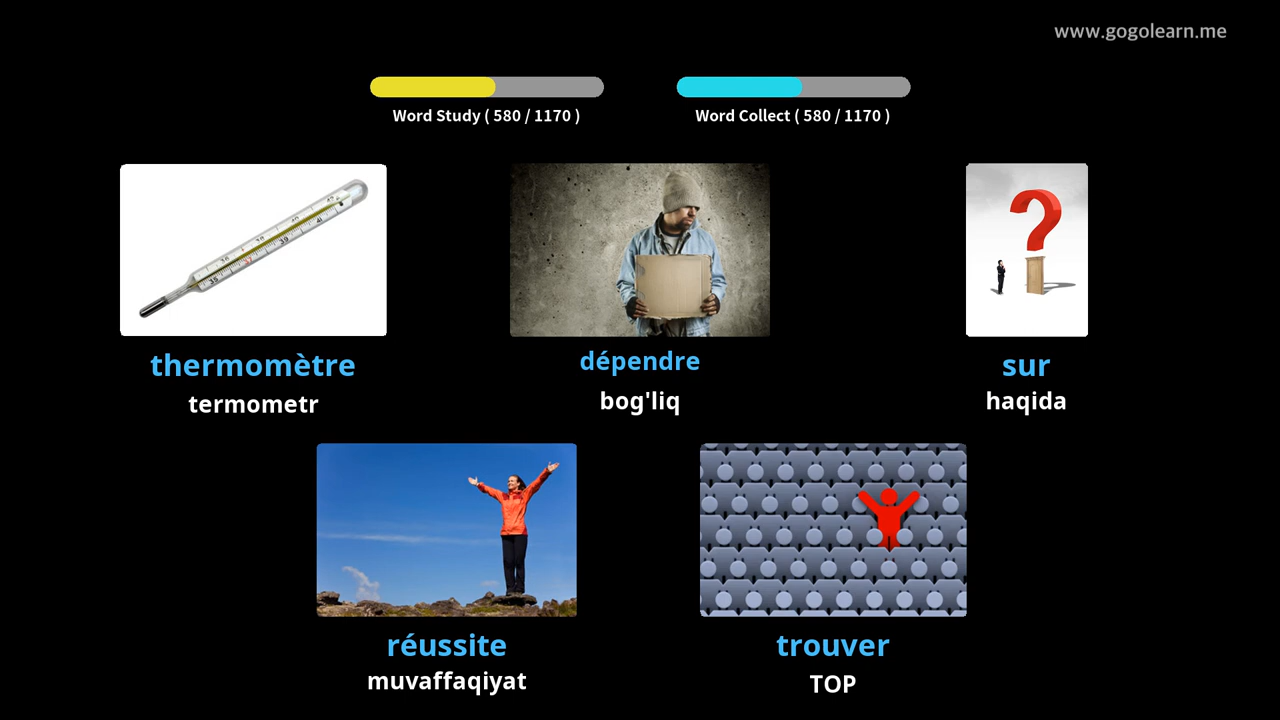 www.gogolearn.me
Word Study ( 580 / 1170 )
Word Collect ( 580 / 1170 )
thermomètre
termometr
dépendre
bog'liq
sur
haqida
réussite
muvaffaqiyat
trouver
TOP